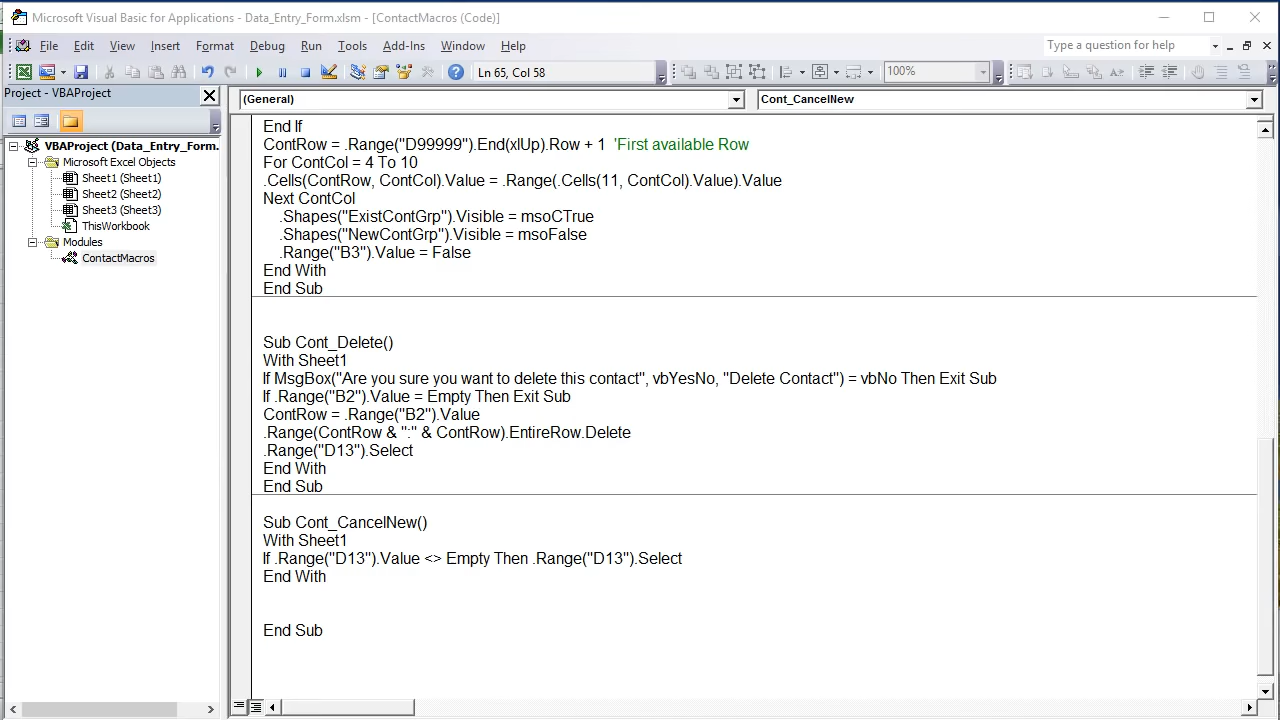 Microsoft Visual Basic for Applications - Data_Entry_Form.xlsm - [ContactMacros (Code)]
File Edit View Insert Format Debug Run Tools Add-Ins Window Help
Type a question for help
Ln 65, Col 58
100%
Project - VBAProject
(General)
Cont_CancelNew
VBAProject (Data_Entry_Form.
Microsoft Excel Objects
Sheet1 (Sheet1)
Sheet2 (Sheet2)
Sheet3 (Sheet3)
ThisWorkbook
Modules
ContactMacros
End If
ContRow = .Range("D99999").End(xlUp).Row + 1 'First available Row
For ContCol = 4 To 10
.Cells(ContRow, ContCol).Value = .Range(.Cells(11, ContCol).Value).Value
Next ContCol
.Shapes("ExistContGrp").Visible = msoCTrue
.Shapes("NewContGrp").Visible = msoFalse
.Range("B3").Value = False
End With
End Sub
Sub Cont_Delete()
With Sheet1
If MsgBox("Are you sure you want to delete this contact", vbYesNo, "Delete Contact") = vbNo Then Exit Sub
If .Range("B2").Value = Empty Then Exit Sub
ContRow = .Range("B2").Value
.Range(ContRow & ":" & ContRow).EntireRow.Delete
.Range("D13").Select
End With
End Sub
Sub Cont_CancelNew()
With Sheet1
If .Range("D13").Value <> Empty Then .Range("D13").Select
End With
End Sub